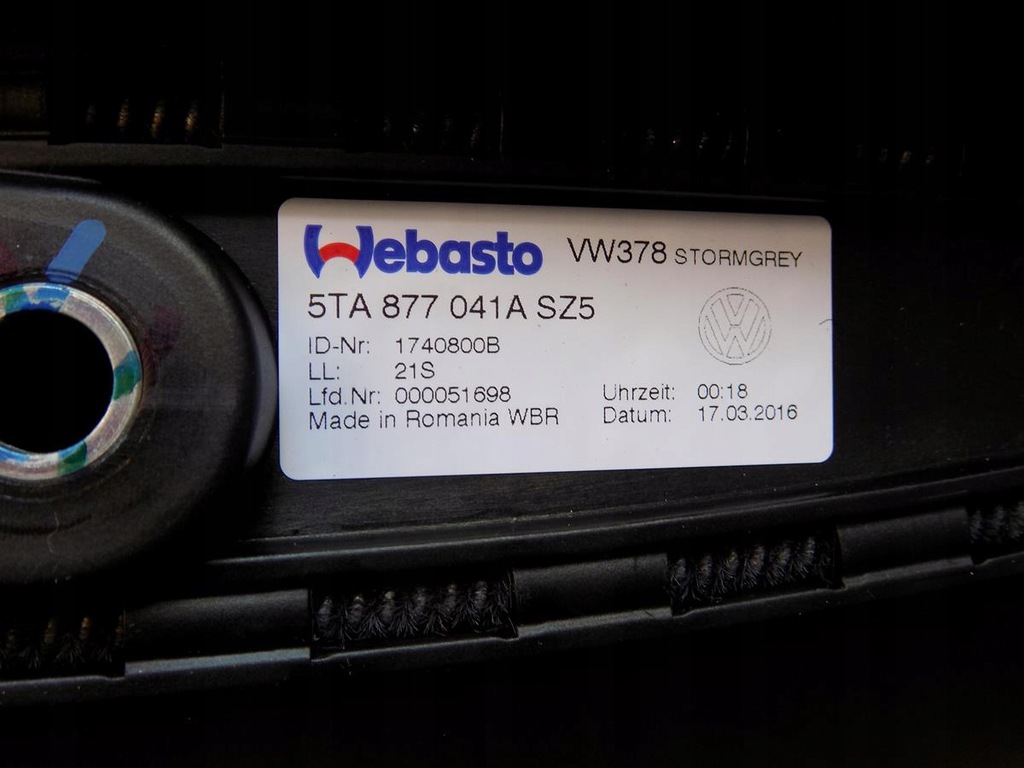 Webasto VW378 STORMGREY
5TA 877 041A SZ5
ID-Nr: 1740800B
LL: 21S
Lfd.Nr: 000051698 Uhrzeit: 00:18
Made in Romania WBR Datum: 17.03.2016